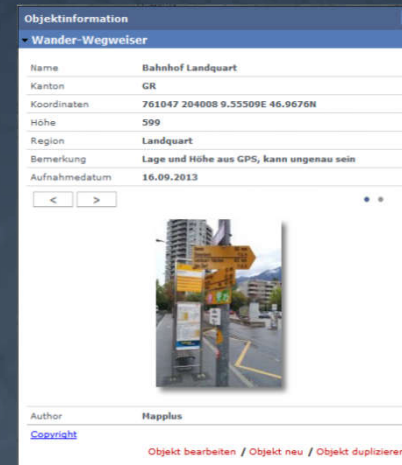 Objektinformation
Wander-Wegweiser
Name Bahnhof Landquart
Kanton GR
Koordinaten 761047 204008 9.55509E 46.9676N
Höhe 599
Region Landquart
Bemerkung Lage und Höhe aus GPS, kann ungenau sein
Aufnahmedatum 16.09.2013
< >
Author Mapplus
Copyright
Objekt bearbeiten / Objekt neu / Objekt duplizieren